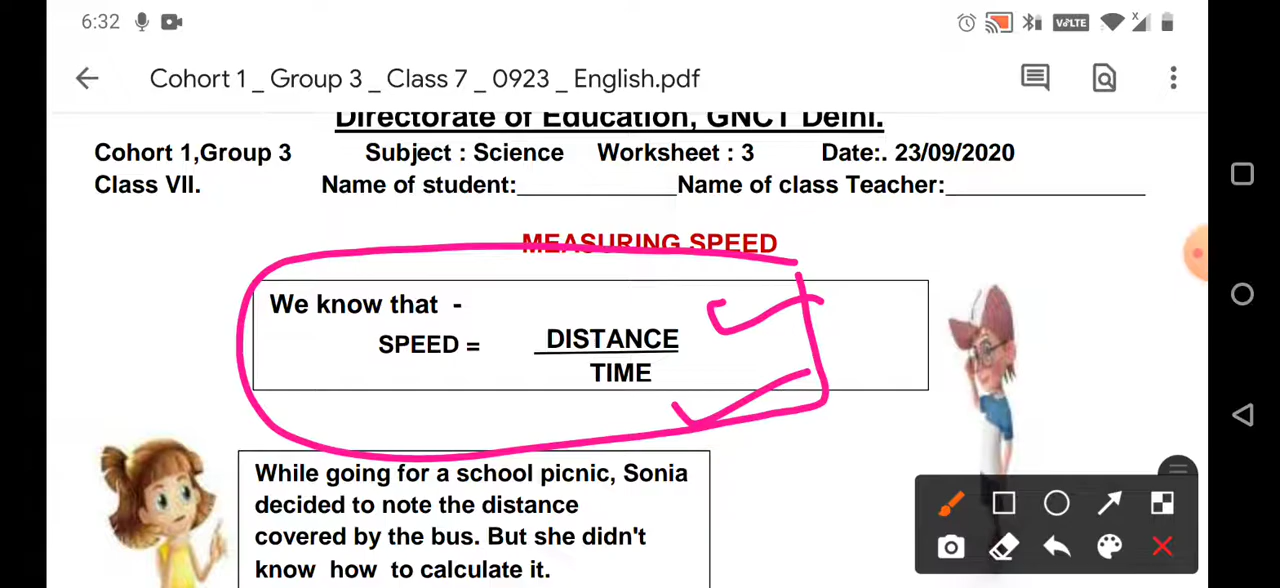 6:32 VoLTE X
Cohort 1 _ Group 3 _ Class 7 _ 0923 _ English.pdf
Directorate of Education, GNCT Delhi.
Cohort 1,Group 3 Subject : Science Worksheet : 3 Date:. 23/09/2020
Class VII. Name of student:____________Name of class Teacher:_______________
MEASURING SPEED
We know that -
SPEED = DISTANCE
TIME
While going for a school picnic, Sonia
decided to note the distance
covered by the bus. But she didn't
know how to calculate it.